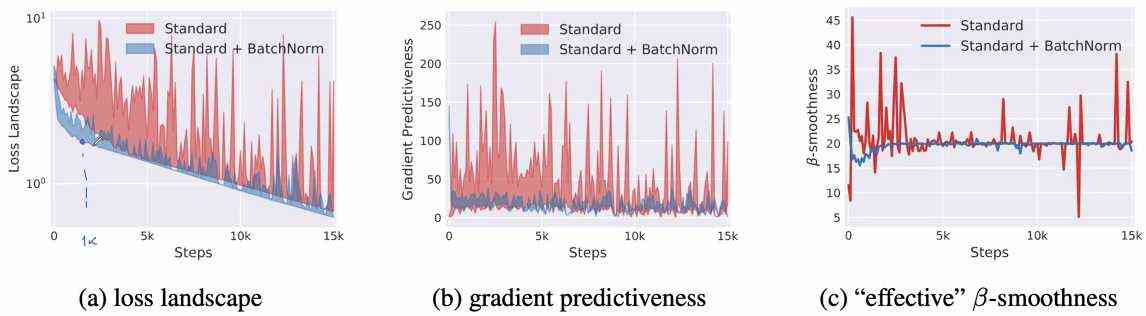 Loss Landscape
10¹
10⁰
Standard
Standard + BatchNorm
0 5k 10k 15k
1k
Steps
(a) loss landscape
Gradient Predictiveness
250
200
150
100
50
0
Standard
Standard + BatchNorm
0 5k 10k 15k
Steps
(b) gradient predictiveness
β-smoothness
45
40
35
30
25
20
15
10
5
Standard
Standard + BatchNorm
0 5k 10k 15k
Steps
(c) “effective” β-smoothness